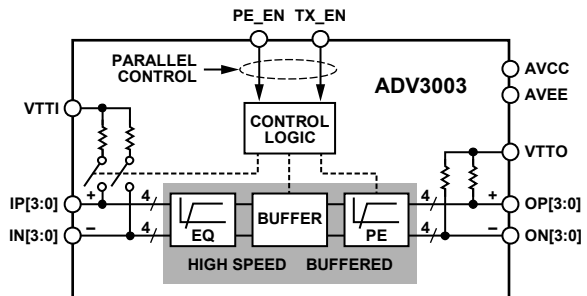 PE_EN TX_EN
PARALLEL
CONTROL
ADV3003
AVCC
AVEE
VTTI
CONTROL
LOGIC
VTTO
IP[3:0]
+
4
4
+
OP[3:0]
BUFFER
IN[3:0]
–
4
EQ
PE
4
–
ON[3:0]
HIGH SPEED BUFFERED